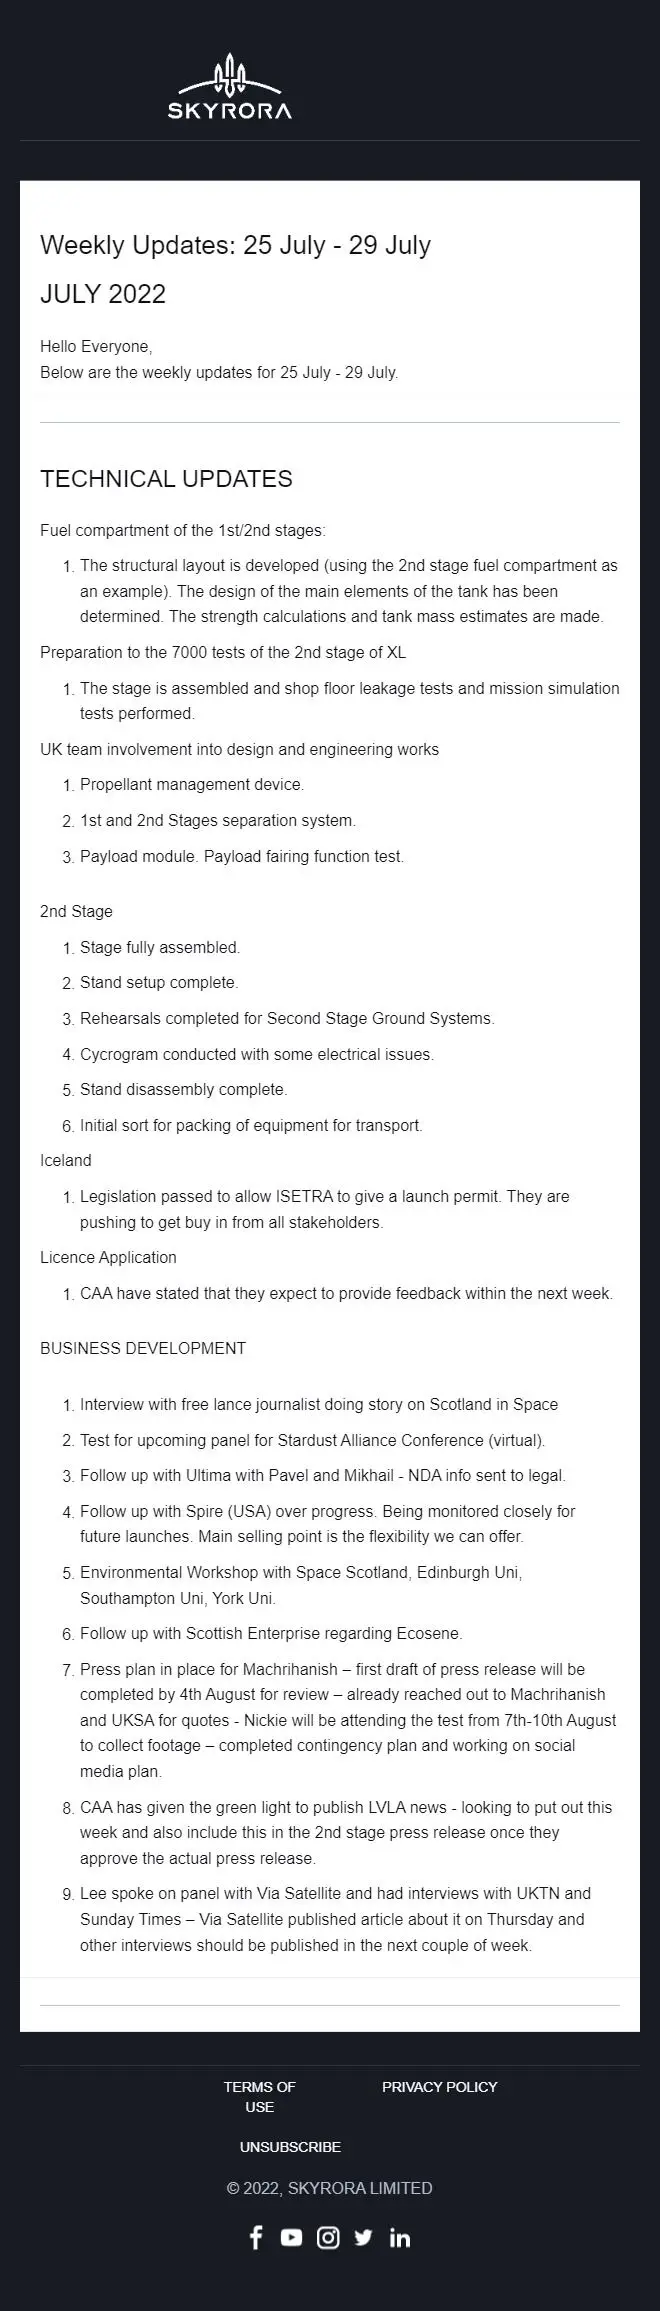 SKYRORA
Weekly Updates: 25 July - 29 July
JULY 2022
Hello Everyone,
Below are the weekly updates for 25 July - 29 July.
TECHNICAL UPDATES
Fuel compartment of the 1st/2nd stages:
1. The structural layout is developed (using the 2nd stage fuel compartment as
an example). The design of the main elements of the tank has been
determined. The strength calculations and tank mass estimates are made.
Preparation to the 7000 tests of the 2nd stage of XL
1. The stage is assembled and shop floor leakage tests and mission simulation
tests performed.
UK team involvement into design and engineering works
1. Propellant management device.
2. 1st and 2nd Stages separation system.
3. Payload module. Payload fairing function test.
2nd Stage
1. Stage fully assembled.
2. Stand setup complete.
3. Rehearsals completed for Second Stage Ground Systems.
4. Cycrogram conducted with some electrical issues.
5. Stand disassembly complete.
6. Initial sort for packing of equipment for transport.
Iceland
1. Legislation passed to allow ISETRA to give a launch permit. They are
pushing to get buy in from all stakeholders.
Licence Application
1. CAA have stated that they expect to provide feedback within the next week.
BUSINESS DEVELOPMENT
1. Interview with free lance journalist doing story on Scotland in Space
2. Test for upcoming panel for Stardust Alliance Conference (virtual).
3. Follow up with Ultima with Pavel and Mikhail - NDA info sent to legal.
4. Follow up with Spire (USA) over progress. Being monitored closely for
future launches. Main selling point is the flexibility we can offer.
5. Environmental Workshop with Space Scotland, Edinburgh Uni,
Southampton Uni, York Uni.
6. Follow up with Scottish Enterprise regarding Ecosene.
7. Press plan in place for Machrihanish – first draft of press release will be
completed by 4th August for review – already reached out to Machrihanish
and UKSA for quotes - Nickie will be attending the test from 7th-10th August
to collect footage – completed contingency plan and working on social
media plan.
8. CAA has given the green light to publish LVLA news - looking to put out this
week and also include this in the 2nd stage press release once they
approve the actual press release.
9. Lee spoke on panel with Via Satellite and had interviews with UKTN and
Sunday Times – Via Satellite published article about it on Thursday and
other interviews should be published in the next couple of week.
TERMS OF
USE
PRIVACY POLICY
UNSUBSCRIBE
© 2022, SKYRORA LIMITED